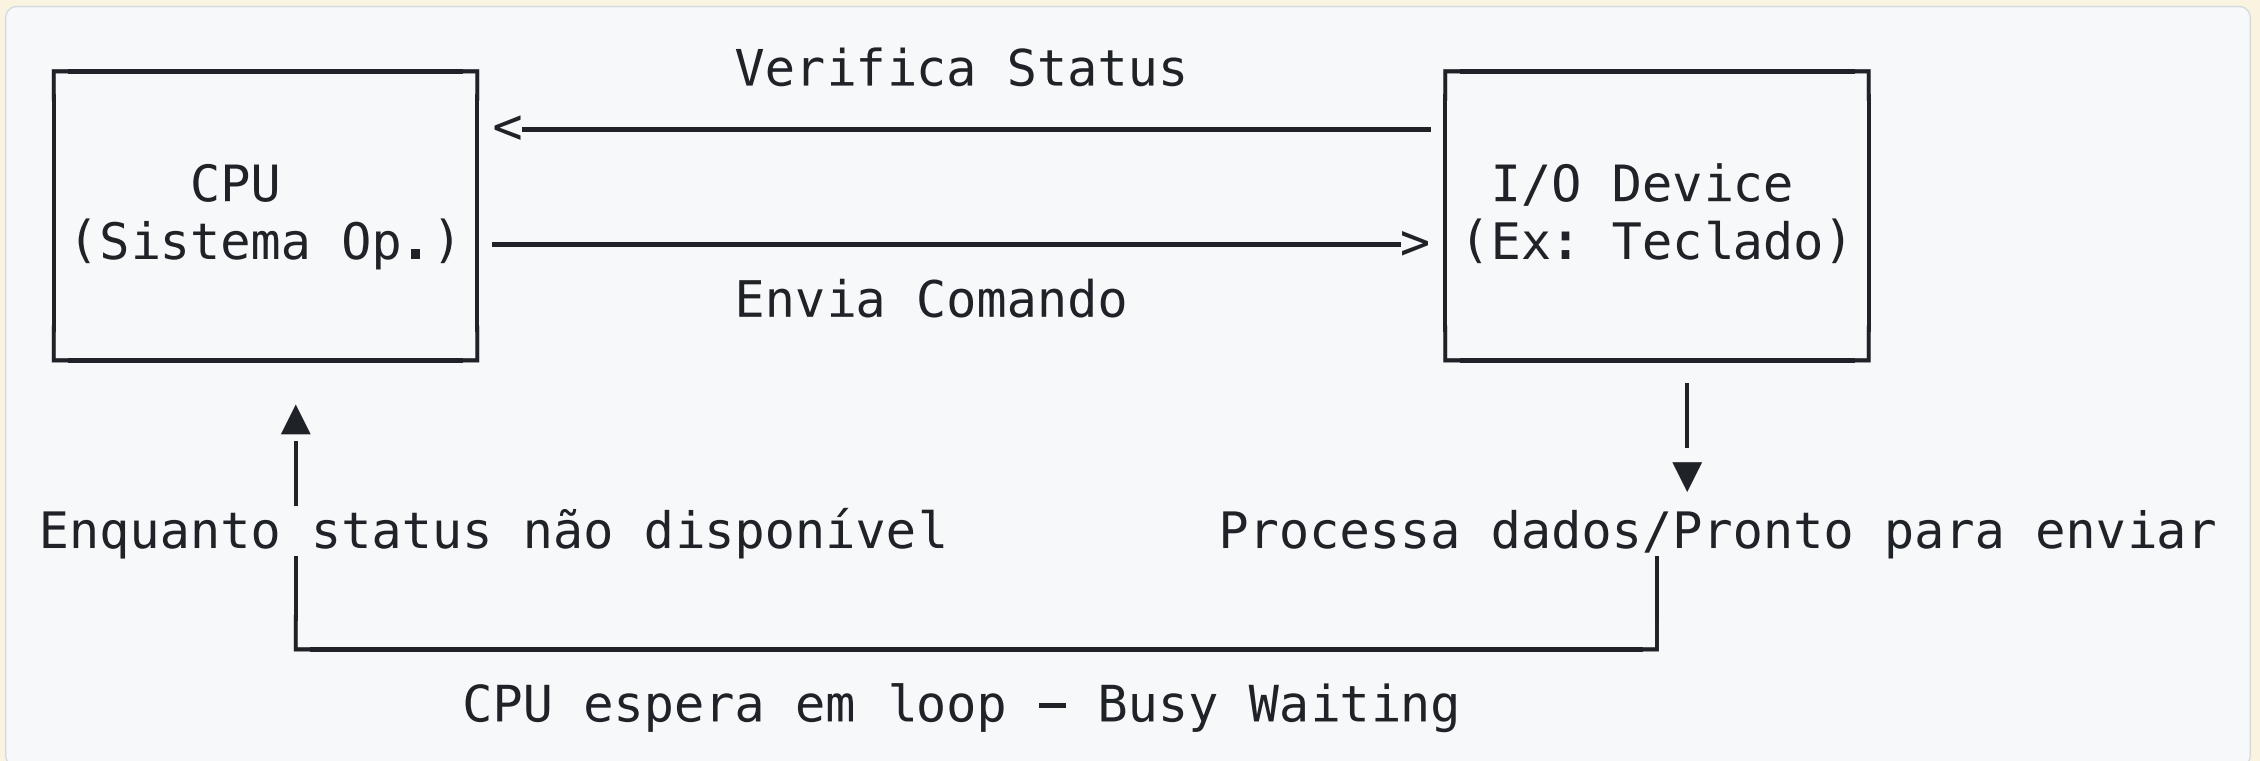 Verifica Status
CPU
(Sistema Op.)
I/O Device
(Ex: Teclado)
Envia Comando
Enquanto status não disponível
Processa dados/Pronto para enviar
CPU espera em loop – Busy Waiting